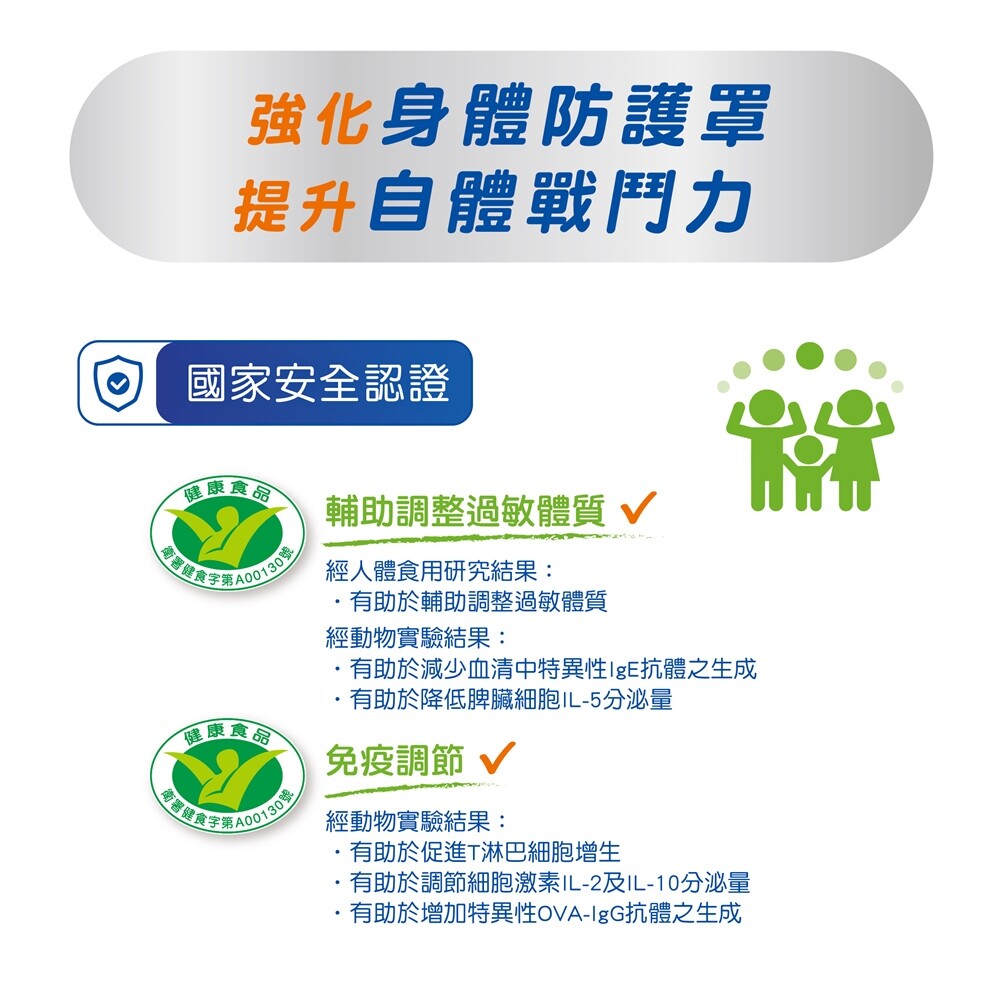 強化身體防護罩
提升自體戰鬥力
國家安全認證
健康食品
衛署健食字第A00130號
輔助調整過敏體質
經人體食用研究結果：
・有助於輔助調整過敏體質
經動物實驗結果：
・有助於減少血清中特異性IgE抗體之生成
・有助於降低脾臟細胞IL-5分泌量
健康食品
衛署健食字第A00130號
免疫調節
經動物實驗結果：
・有助於促進T淋巴細胞增生
・有助於調節細胞激素IL-2及IL-10分泌量
・有助於增加特異性OVA-IgG抗體之生成